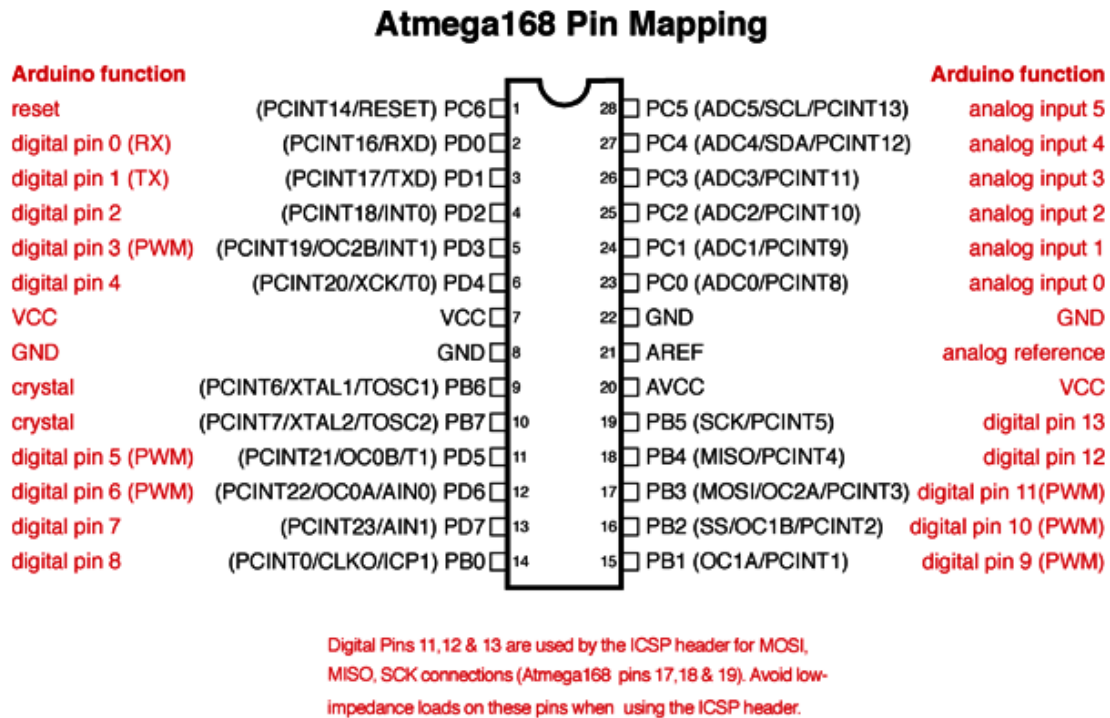 Atmega168 Pin Mapping
Arduino function Arduino function
reset (PCINT14/RESET) PC6 1 28 PC5 (ADC5/SCL/PCINT13) analog input 5
digital pin 0 (RX) (PCINT16/RXD) PD0 2 27 PC4 (ADC4/SDA/PCINT12) analog input 4
digital pin 1 (TX) (PCINT17/TXD) PD1 3 26 PC3 (ADC3/PCINT11) analog input 3
digital pin 2 (PCINT18/INT0) PD2 4 25 PC2 (ADC2/PCINT10) analog input 2
digital pin 3 (PWM) (PCINT19/OC2B/INT1) PD3 5 24 PC1 (ADC1/PCINT9) analog input 1
digital pin 4 (PCINT20/XCK/T0) PD4 6 23 PC0 (ADC0/PCINT8) analog input 0
VCC VCC 7 22 GND GND
GND GND 8 21 AREF analog reference
crystal (PCINT6/XTAL1/TOSC1) PB6 9 20 AVCC VCC
crystal (PCINT7/XTAL2/TOSC2) PB7 10 19 PB5 (SCK/PCINT5) digital pin 13
digital pin 5 (PWM) (PCINT21/OC0B/T1) PD5 11 18 PB4 (MISO/PCINT4) digital pin 12
digital pin 6 (PWM) (PCINT22/OC0A/AIN0) PD6 12 17 PB3 (MOSI/OC2A/PCINT3) digital pin 11(PWM)
digital pin 7 (PCINT23/AIN1) PD7 13 16 PB2 (SS/OC1B/PCINT2) digital pin 10 (PWM)
digital pin 8 (PCINT0/CLKO/ICP1) PB0 14 15 PB1 (OC1A/PCINT1) digital pin 9 (PWM)
Digital Pins 11,12 & 13 are used by the ICSP header for MOSI,
MISO, SCK connections (Atmega168 pins 17,18 & 19). Avoid low-
impedance loads on these pins when using the ICSP header.